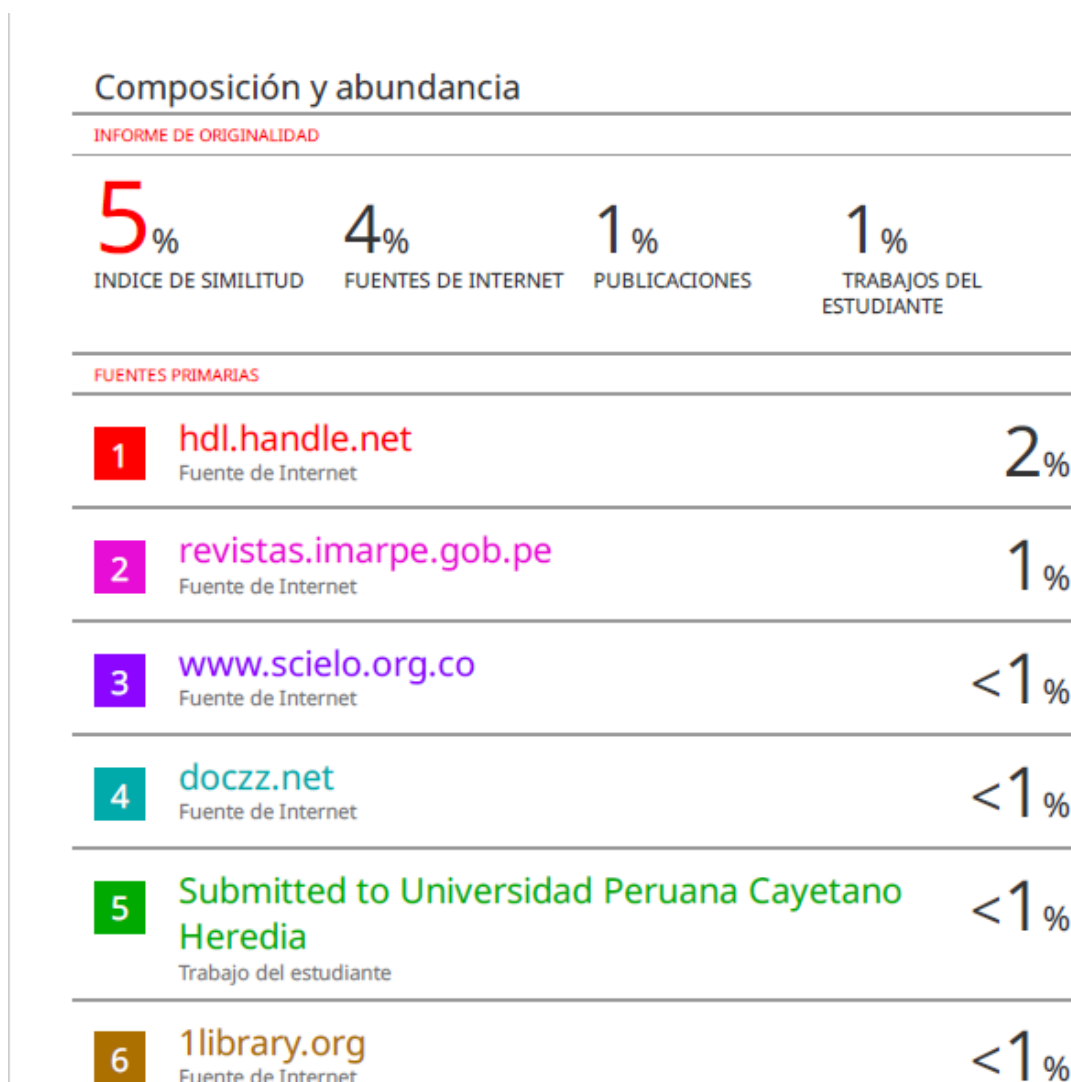 Composición y abundancia
INFORME DE ORIGINALIDAD
5% 4% 1% 1%
INDICE DE SIMILITUD FUENTES DE INTERNET PUBLICACIONES TRABAJOS DEL
ESTUDIANTE
FUENTES PRIMARIAS
1 hdl.handle.net 2%
Fuente de Internet
2 revistas.imarpe.gob.pe 1%
Fuente de Internet
3 www.scielo.org.co <1%
Fuente de Internet
4 doczz.net <1%
Fuente de Internet
5 Submitted to Universidad Peruana Cayetano <1%
Heredia
Trabajo del estudiante
6 1library.org <1%
Fuente de Internet